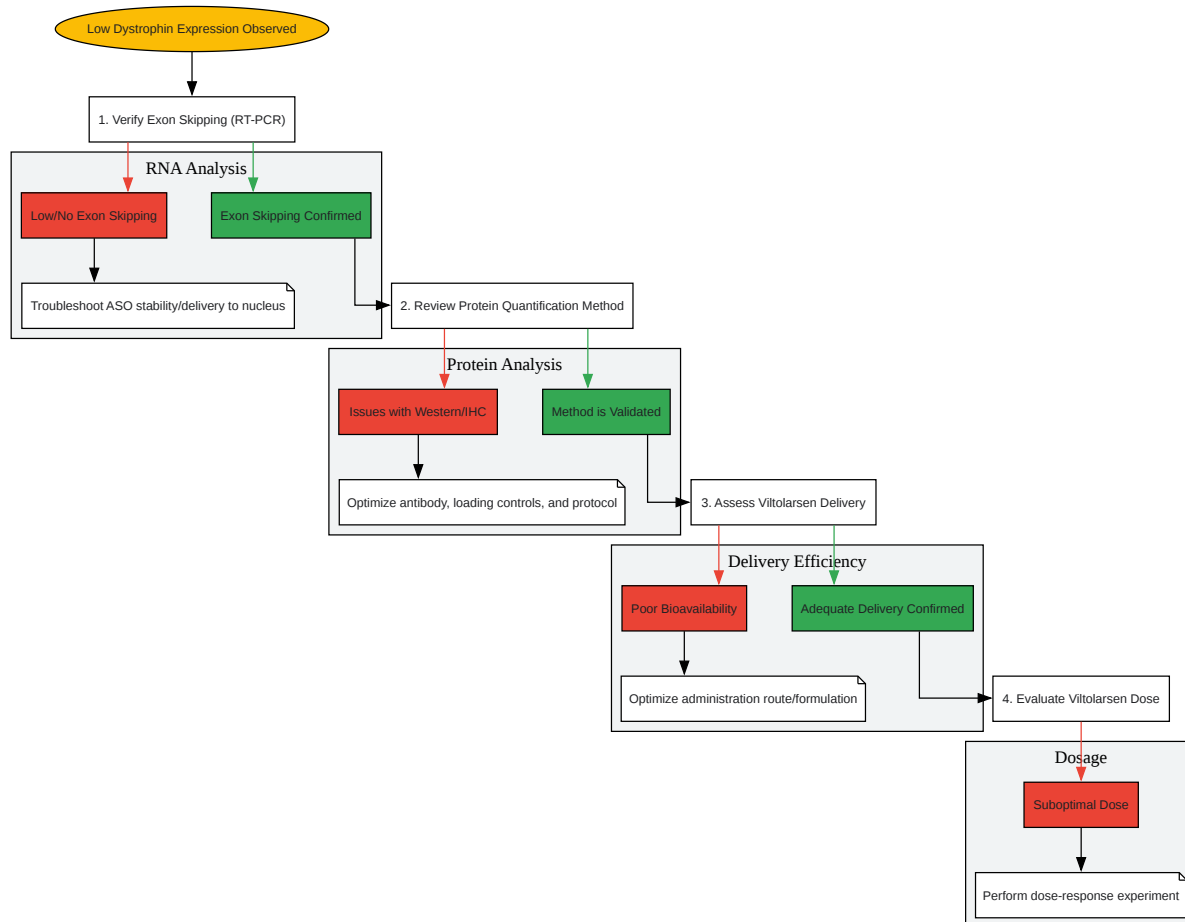 Low Dystrophin Expression Observed
1. Verify Exon Skipping (RT-PCR)
RNA Analysis
Low/No Exon Skipping
Exon Skipping Confirmed
Troubleshoot ASO stability/delivery to nucleus
2. Review Protein Quantification Method
Protein Analysis
Issues with Western/IHC
Method is Validated
Optimize antibody, loading controls, and protocol
3. Assess Viltolarsen Delivery
Delivery Efficiency
Poor Bioavailability
Adequate Delivery Confirmed
Optimize administration route/formulation
4. Evaluate Viltolarsen Dose
Dosage
Suboptimal Dose
Perform dose-response experiment